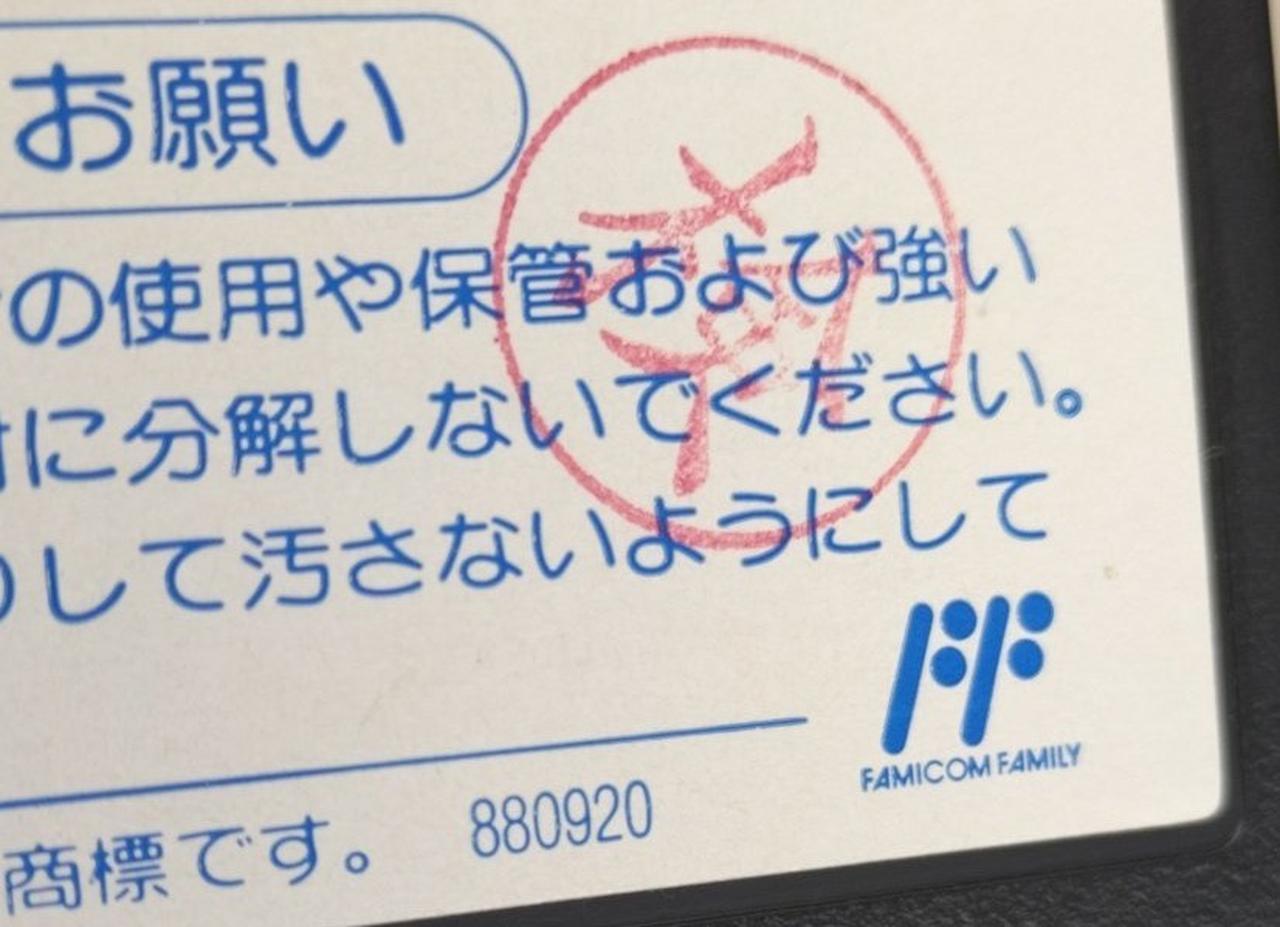 お願い
の使用や保管および強い
に分解しないでください。
して汚さないようにして
FAMICOM FAMILY
商標です。 880920